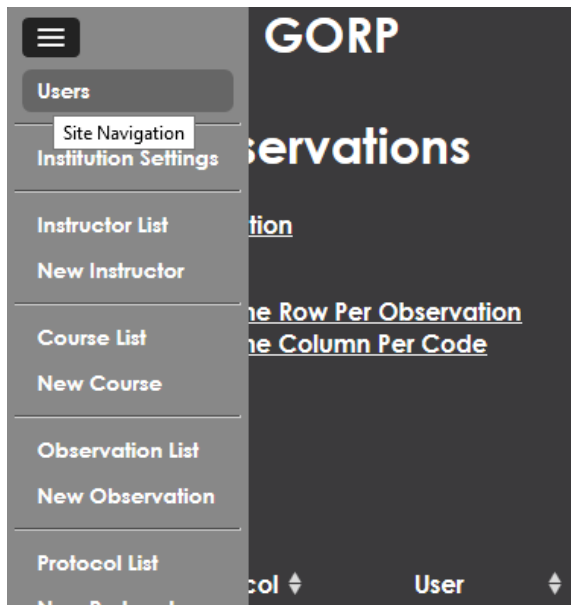 GORP
Users
Site Navigation
Institution Settings
servations
Instructor List
tion
New Instructor
ne Row Per Observation
Course List
ne Column Per Code
New Course
Observation List
New Observation
Protocol List
col
User